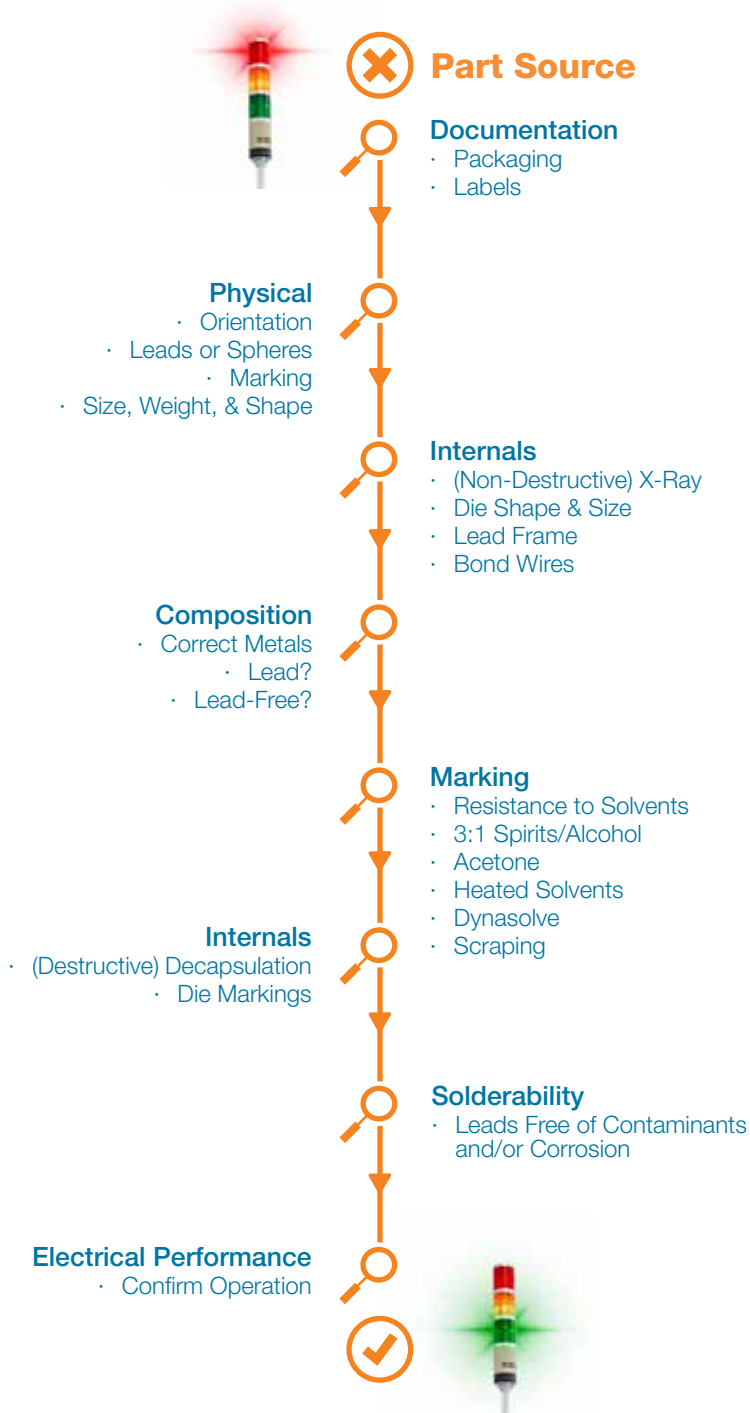 Part Source
Documentation
· Packaging
· Labels
Physical
· Orientation
· Leads or Spheres
· Marking
· Size, Weight, & Shape
Internals
· (Non-Destructive) X-Ray
· Die Shape & Size
· Lead Frame
· Bond Wires
Composition
· Correct Metals
· Lead?
· Lead-Free?
Marking
· Resistance to Solvents
· 3:1 Spirits/Alcohol
· Acetone
· Heated Solvents
· Dynasolve
· Scraping
Internals
· (Destructive) Decapsulation
· Die Markings
Solderability
· Leads Free of Contaminants
and/or Corrosion
Electrical Performance
· Confirm Operation